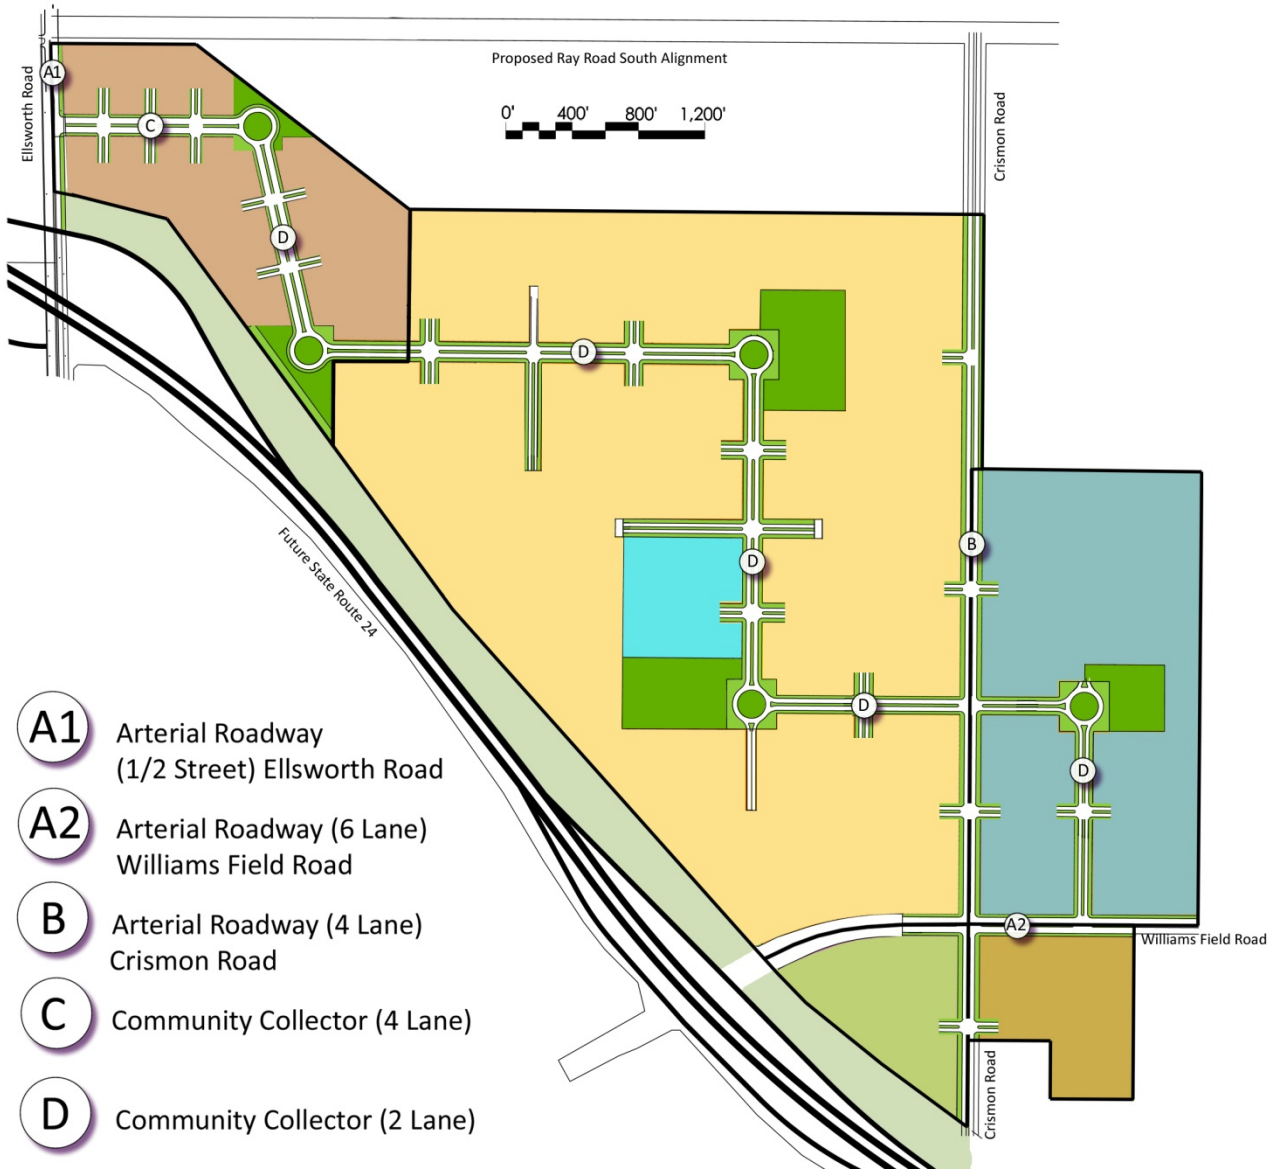 Proposed Ray Road South Alignment
0' 400' 800' 1,200'
Ellsworth Road
A1
C
D
Crismon Road
D
D
B
D
D
Future State Route 24
A2
Williams Field Road
Crismon Road
A1 Arterial Roadway
(1/2 Street) Ellsworth Road
A2 Arterial Roadway (6 Lane)
Williams Field Road
B Arterial Roadway (4 Lane)
Crismon Road
C Community Collector (4 Lane)
D Community Collector (2 Lane)